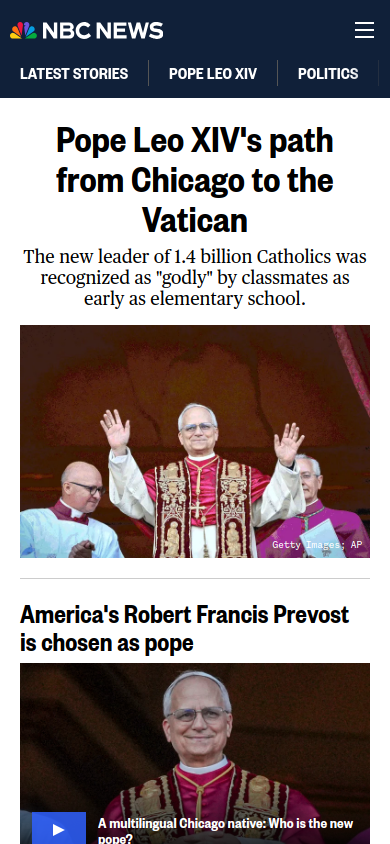 NBC NEWS
LATEST STORIES
POPE LEO XIV
POLITICS
Pope Leo XIV's path
from Chicago to the
Vatican
The new leader of 1.4 billion Catholics was
recognized as "godly" by classmates as
early as elementary school.
Getty Images; AP
America's Robert Francis Prevost
is chosen as pope
A multilingual Chicago native: Who is the new
pope?